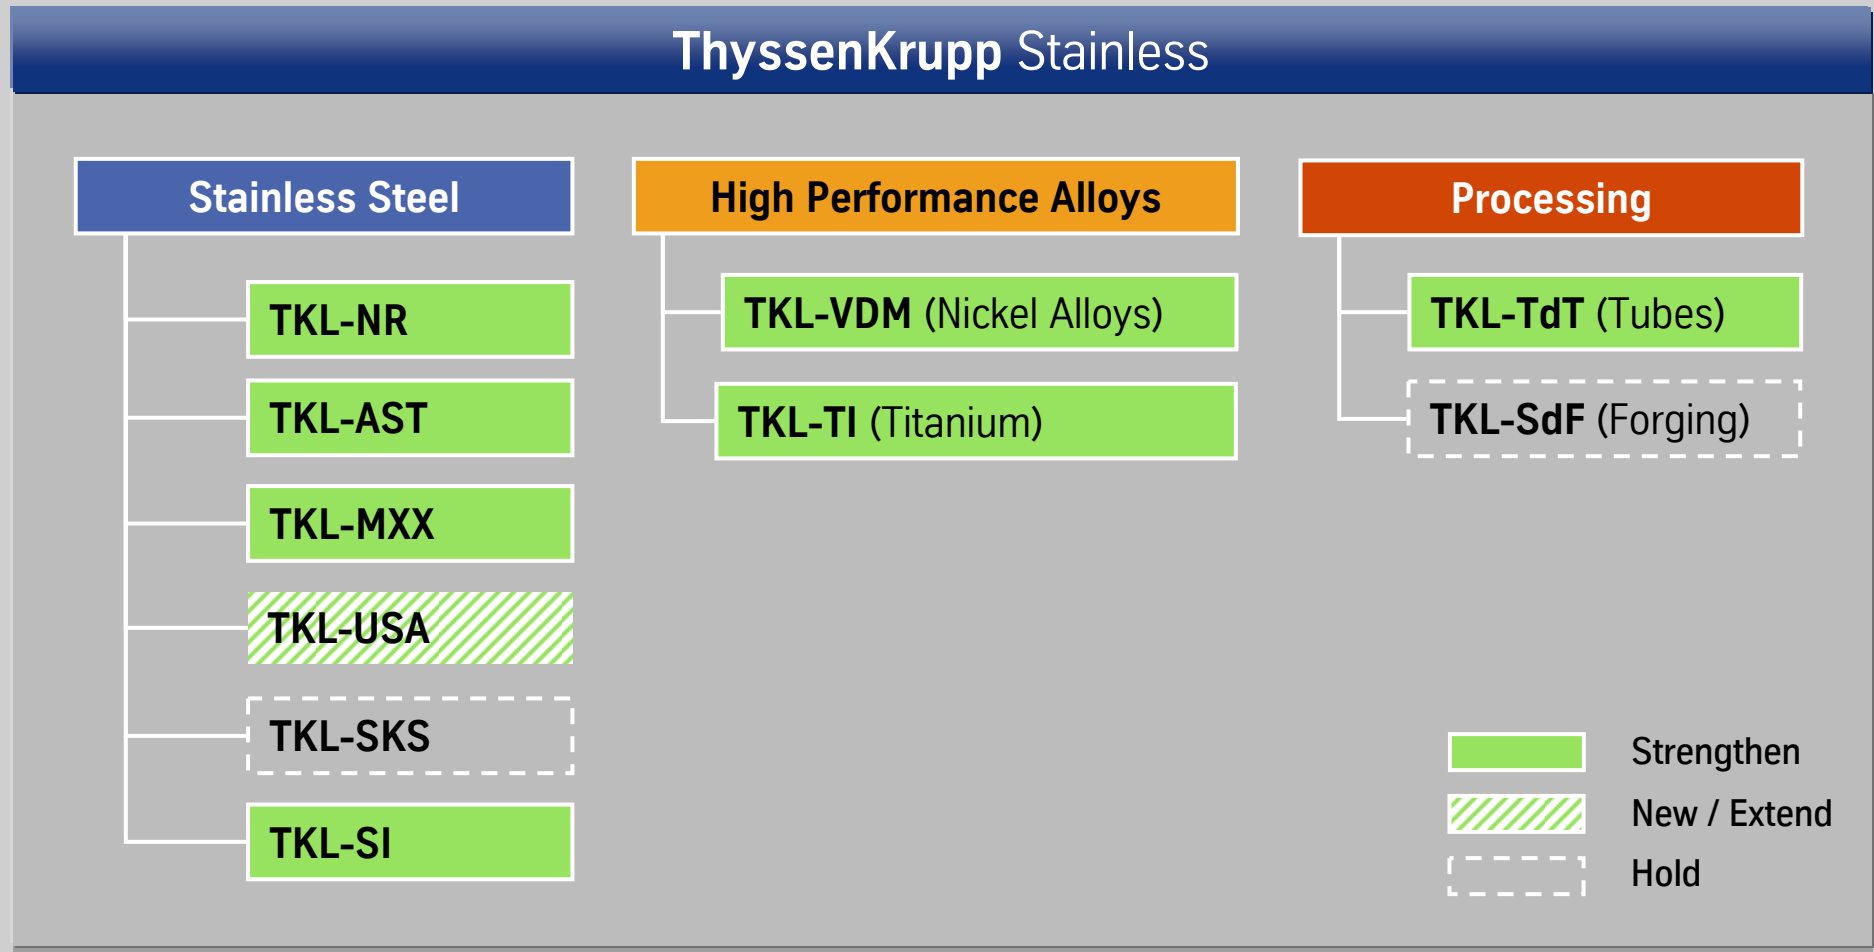 ThyssenKrupp Stainless
Stainless Steel
TKL-NR
TKL-AST
TKL-MXX
TKL-USA
TKL-SKS
TKL-SI
High Performance Alloys
TKL-VDM (Nickel Alloys)
TKL-TI (Titanium)
Processing
TKL-TdT (Tubes)
TKL-SdF (Forging)
Strengthen
New / Extend
Hold